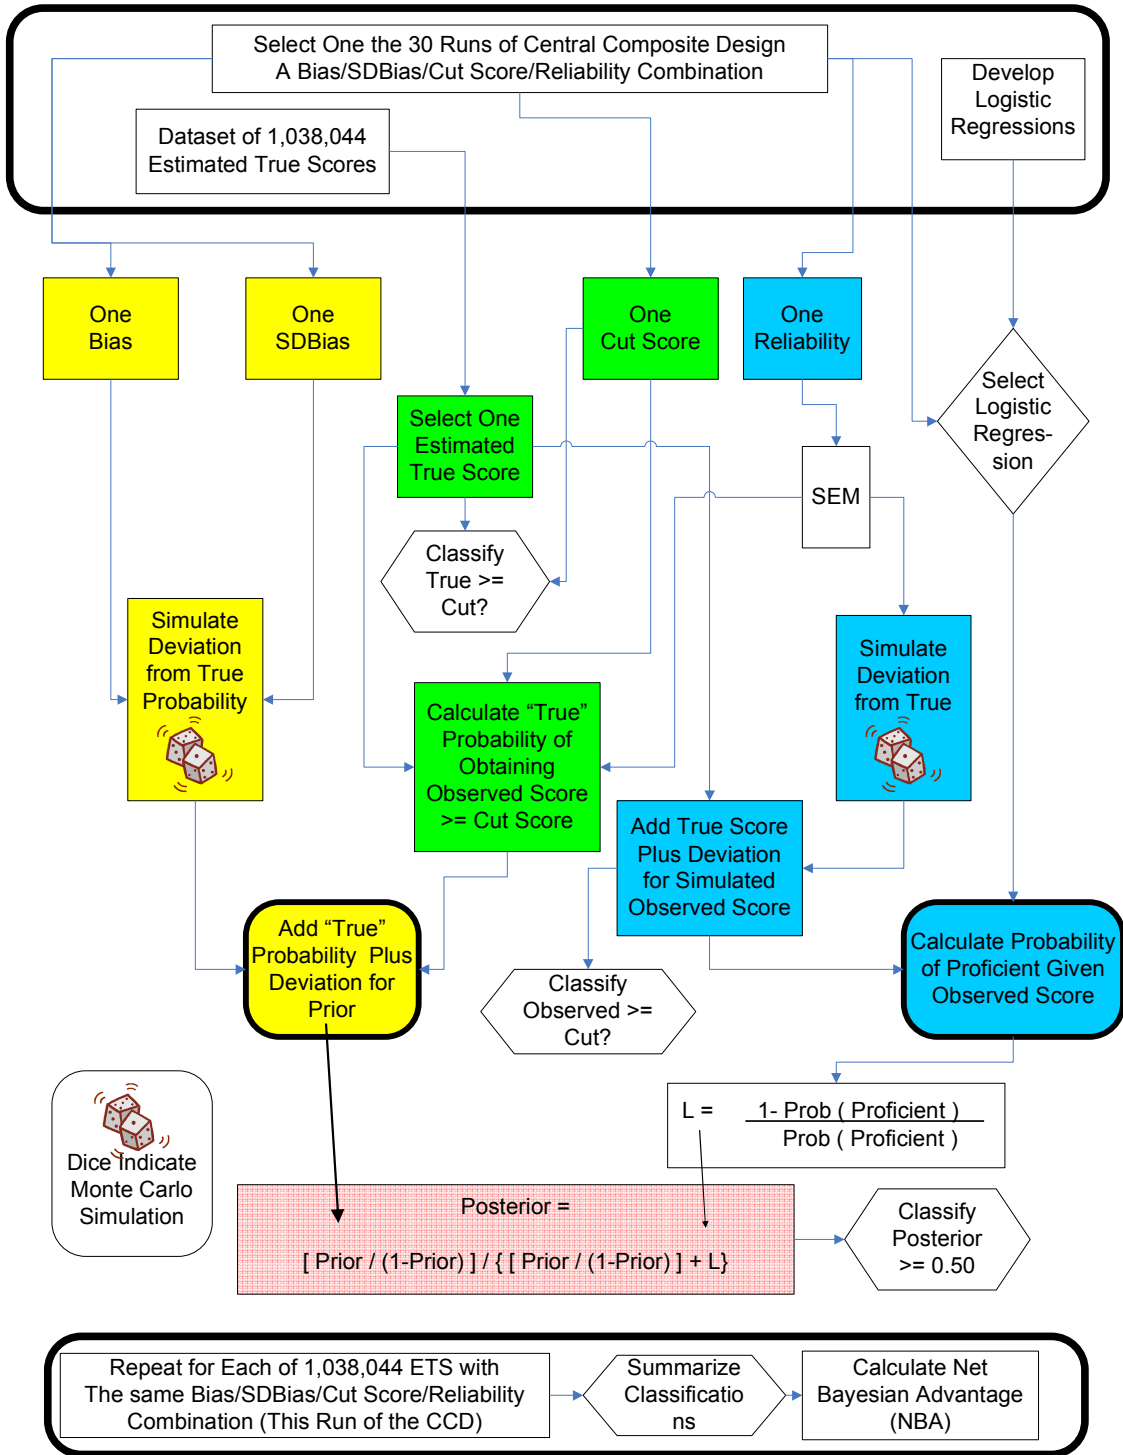 Select One the 30 Runs of Central Composite Design
A Bias/SDBias/Cut Score/Reliability Combination
Develop
Logistic
Regressions
Dataset of 1,038,044
Estimated True Scores
One
Bias
One
SDBias
One
Cut Score
One
Reliability
Select
Logistic
Regres-
sion
Select One
Estimated
True Score
SEM
Classify
True >=
Cut?
Simulate
Deviation
from True
Probability
Simulate
Deviation
from True
Calculate “True”
Probability of
Obtaining
Observed Score
>= Cut Score
Add True Score
Plus Deviation
for Simulated
Observed Score
Add “True”
Probability Plus
Deviation for
Prior
Calculate Probability
of Proficient Given
Observed Score
Classify
Observed >=
Cut?
L =
1- Prob ( Proficient )
Prob ( Proficient )
Dice Indicate
Monte Carlo
Simulation
Posterior =
[ Prior / (1-Prior) ] / { [ Prior / (1-Prior) ] + L}
Classify
Posterior
>= 0.50
Repeat for Each of 1,038,044 ETS with
The same Bias/SDBias/Cut Score/Reliability
Combination (This Run of the CCD)
Summarize
Classificatio
ns
Calculate Net
Bayesian Advantage
(NBA)